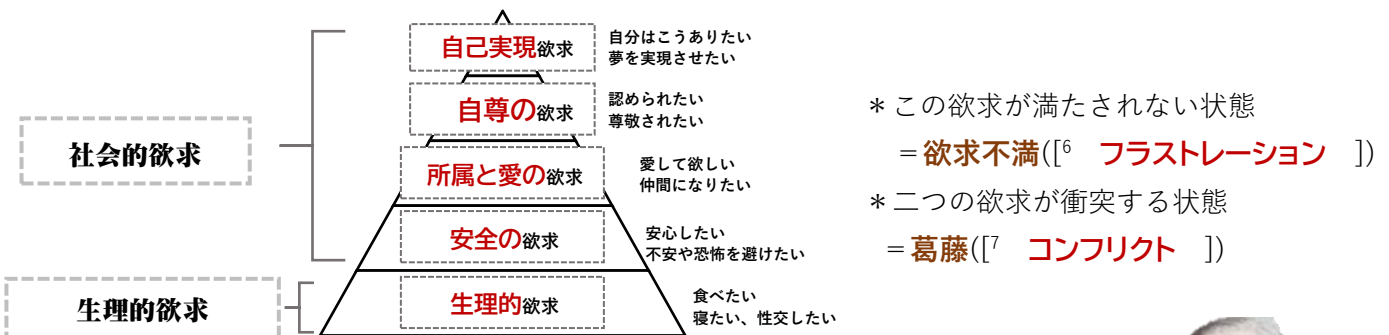 社会的欲求
生理的欲求
自己実現欲求
自分はこうありたい
夢を実現させたい
自尊の欲求
認められたい
尊敬されたい
所属と愛の欲求
愛して欲しい
仲間になりたい
安全の欲求
安心したい
不安や恐怖を避けたい
生理的欲求
食べたい
寝たい、性交したい
＊この欲求が満たされない状態
＝欲求不満([6 フラストレーション ])
＊二つの欲求が衝突する状態
＝葛藤([7 コンフリクト ])